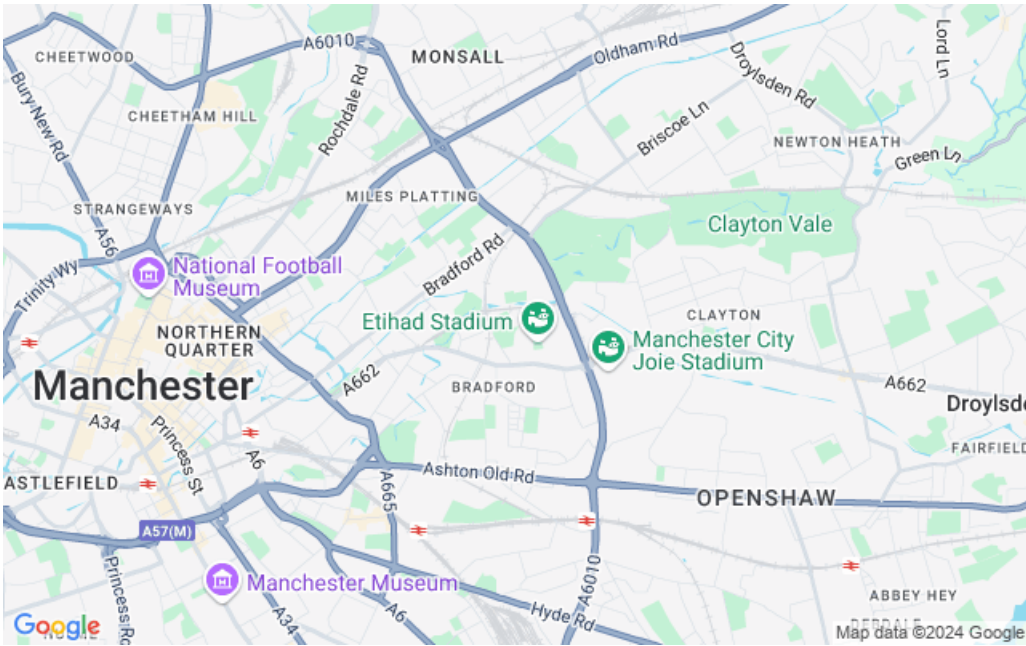 A6010
MONSALL
Oldham Rd
Lord Ln
CHEETWOOD
Bury New Rd
Rochdale Rd
Droylsden Rd
CHEETHAM HILL
Briscoe Ln
NEWTON HEATH
Green Ln
MILES PLATTING
STRANGEWAYS
A56
Clayton Vale
Bradford Rd
Trinity Wy
National Football
Museum
Etihad Stadium
CLAYTON
NORTHERN
QUARTER
Manchester City
Joie Stadium
Manchester
A662
BRADFORD
A662
Droylsde
A34
Princess St
A6
FAIRFIELD
Ashton Old Rd
ASTLEFIELD
A665
OPENSHAW
A57(M)
Princess Rd
Manchester Museum
A6010
A34
A6
Hyde Rd
ABBEY HEY
Google
Map data ©2024 Google